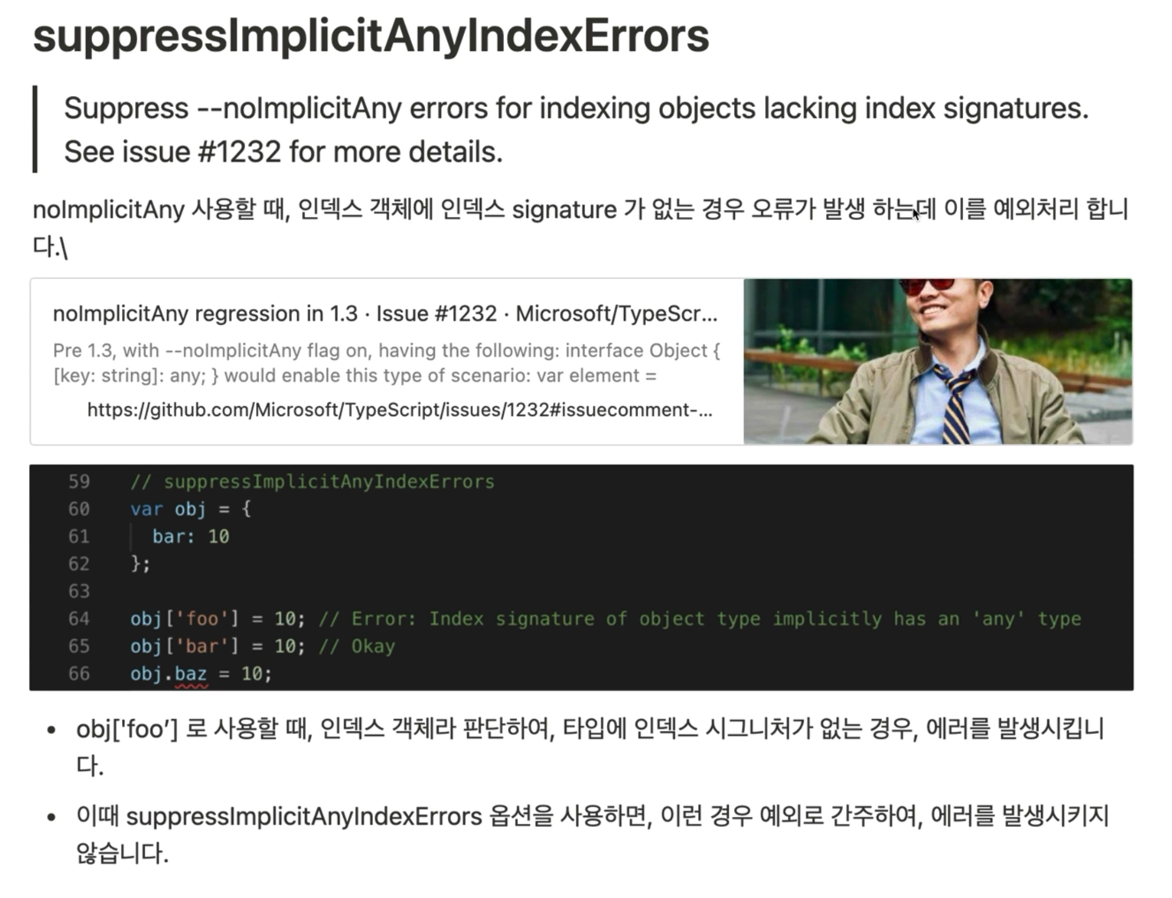 suppressImplicitAnyIndexErrors
Suppress --noImplicitAny errors for indexing objects lacking index signatures.
See issue #1232 for more details.
noImplicitAny 사용할 때, 인덱스 객체에 인덱스 signature 가 없는 경우 오류가 발생 하는데 이를 예외처리 합니
다.\
noImplicitAny regression in 1.3 · Issue #1232 · Microsoft/TypeScr...
Pre 1.3, with --noImplicitAny flag on, having the following: interface Object {
[key: string]: any; } would enable this type of scenario: var element =
https://github.com/Microsoft/TypeScript/issues/1232#issuecomment-...
59 // suppressImplicitAnyIndexErrors
60 var obj = {
61 bar: 10
62 };
63
64 obj['foo'] = 10; // Error: Index signature of object type implicitly has an 'any' type
65 obj['bar'] = 10; // Okay
66 obj.baz = 10;
• obj['foo’] 로 사용할 때, 인덱스 객체라 판단하여, 타입에 인덱스 시그니처가 없는 경우, 에러를 발생시킵니
다.
• 이때 suppressImplicitAnyIndexErrors 옵션을 사용하면, 이런 경우 예외로 간주하여, 에러를 발생시키지
않습니다.